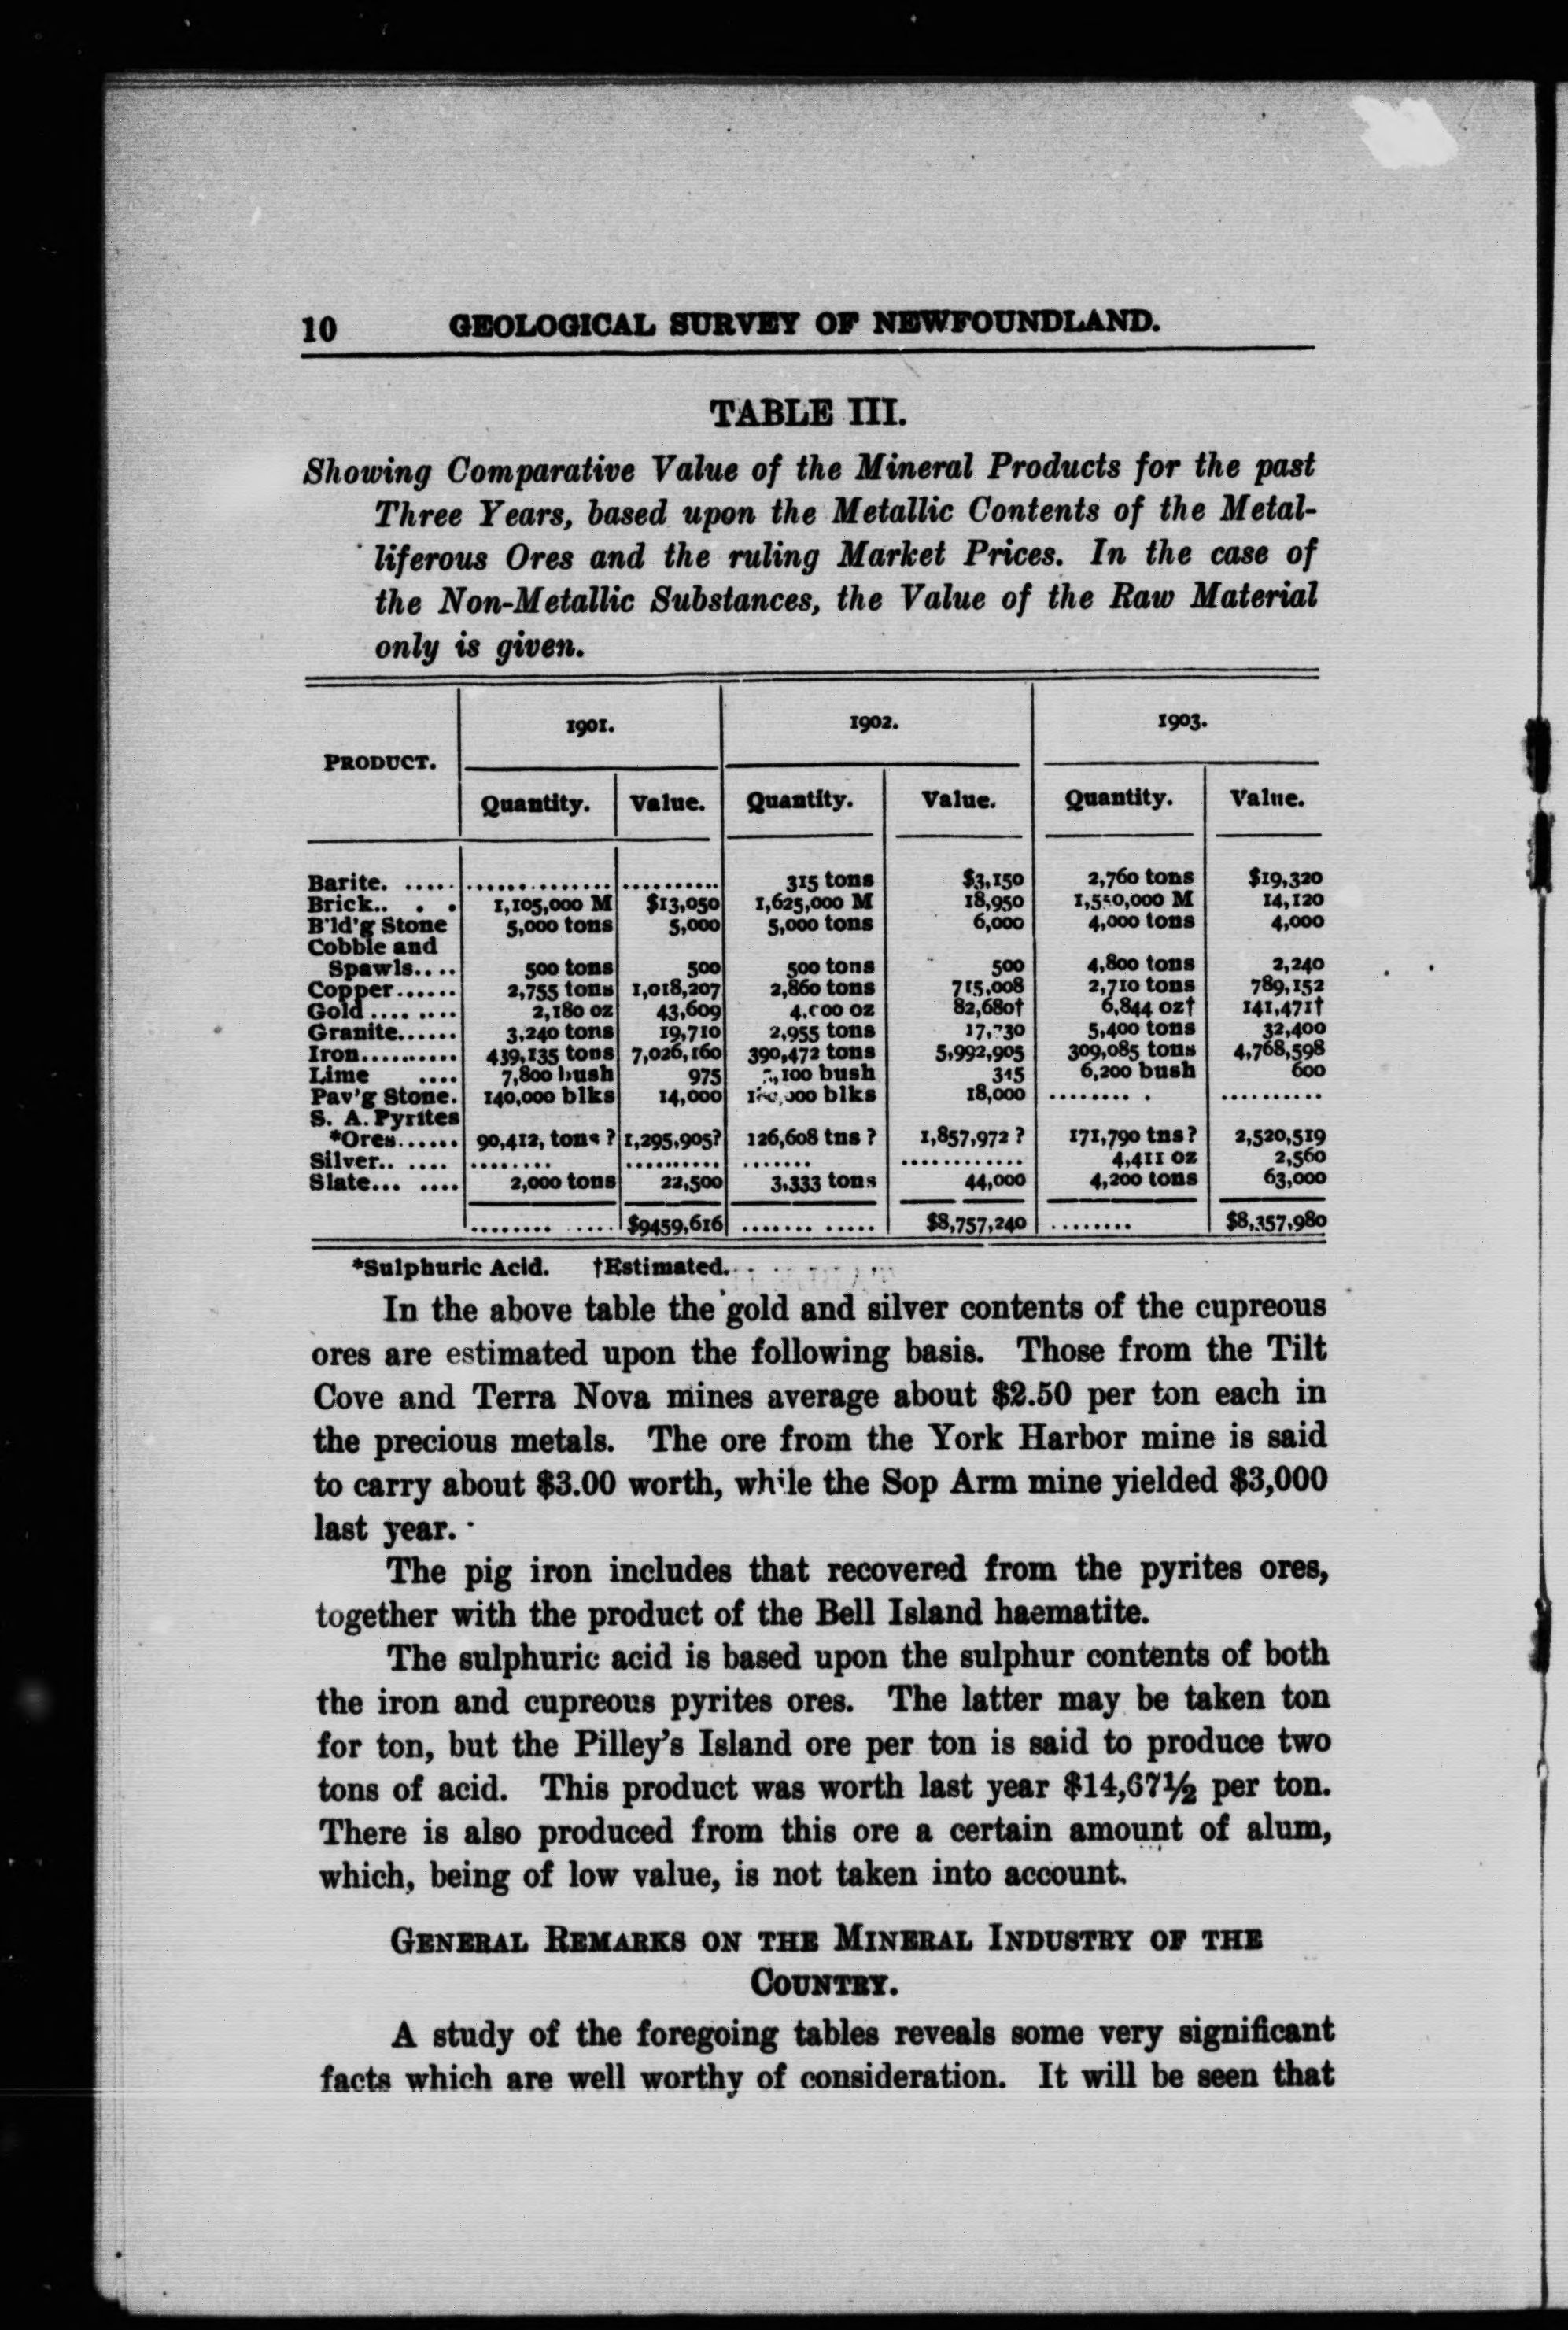 10 GEOLOGICAL SURVEY OF NEWFOUNDLAND.
TABLE III.
Showing Comparative Value of the Mineral Products for the past
Three Years, based upon the Metallic Contents of the Metal-
liferous Ores and the ruling Market Prices. In the case of
the Non-Metallic Substances, the Value of the Raw Material
only is given.
PRODUCT. 1901. 1902. 1903.
Quantity. Value. Quantity. Value. Quantity. Value.
Barite. ..... .............. .......... 315 tons $3,150 2,760 tons $19,320
Brick.. . . 1,105,000 M $13,050 1,625,000 M 18,950 M 14,120
B'ld'g Stone 5,000 tons 5,000 5,000 tons 6,000 4,000 tons 4,000
Cobble and
Spawls.... 500 tons 500 500 tons 500 4,800 tons 2,240
Copper...... 2,755 tons 1,018,207 2,860 tons 715,008 2,710 tons 789,152
Gold ........ 2,180 oz 43,609 oz 82,680† 6,844 oz† 141,471†
Granite...... 3,240 tons 19,710 2,955 tons 5,400 tons 32,400
Iron.......... 439,135 tons 7,026,160 390,472 tons 5,992,905 309,085 tons 4,768,598
Lime .... 7,800 bush 975 bush 315 6,200 bush 600
Pav'g Stone. 140,000 blks 14,000 blks 18,000 ........ . ..........
S. A. Pyrites
*Ores...... 90,412, tons ? 1,295,905? 126,608 tns ? 1,857,972 ? 171,790 tns? 2,520,519
Silver.. .... ........ .......... ....... ............ 4,411 oz 2,560
Slate... .... 2,000 tons 22,500 3,333 tons 44,000 4,200 tons 63,000
........ ..... $9459,616 ....... ..... $8,757,240 ........ $8,357,980
*Sulphuric Acid. †Estimated.
In the above table the gold and silver contents of the cupreous
ores are estimated upon the following basis. Those from the Tilt
Cove and Terra Nova mines average about $2.50 per ton each in
the precious metals. The ore from the York Harbor mine is said
to carry about $3.00 worth, while the Sop Arm mine yielded $3,000
last year.
The pig iron includes that recovered from the pyrites ores,
together with the product of the Bell Island haematite.
The sulphuric acid is based upon the sulphur contents of both
the iron and cupreous pyrites ores. The latter may be taken ton
for ton, but the Pilley's Island ore per ton is said to produce two
tons of acid. This product was worth last year $14,67½ per ton.
There is also produced from this ore a certain amount of alum,
which, being of low value, is not taken into account.
GENERAL REMARKS ON THE MINERAL INDUSTRY OF THE
COUNTRY.
A study of the foregoing tables reveals some very significant
facts which are well worthy of consideration. It will be seen that